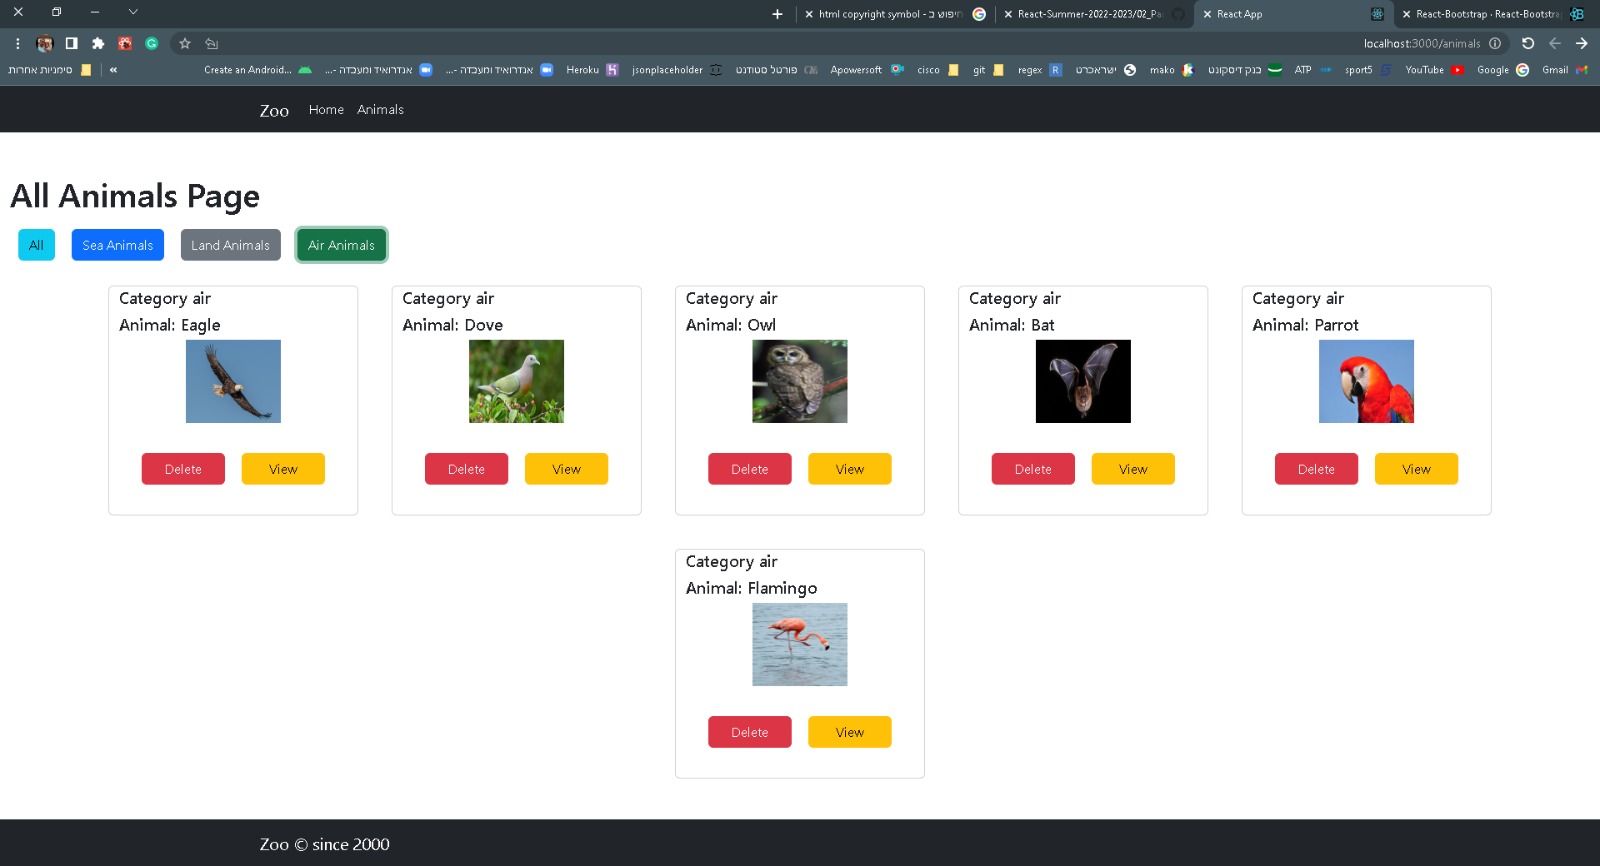 html copyright symbol - חיפוש ב
React-Summer-2022-2023/02_Pa
React App
React-Bootstrap · React-Bootstra
localhost:3000/animals
סימניות אחרות
»
Create an Android...
אנדרואיד ומעבדה -...
אנדרואיד ומעבדה -...
Heroku
jsonplaceholder
פורטל סטודנט
Apowersoft
cisco
git
regex
ישראכרט
mako
בנק דיסקונט
ATP
sport5
YouTube
Google
Gmail
Zoo Home Animals
All Animals Page
All Sea Animals Land Animals Air Animals
Category air
Animal: Eagle
Delete View
Category air
Animal: Dove
Delete View
Category air
Animal: Owl
Delete View
Category air
Animal: Bat
Delete View
Category air
Animal: Parrot
Delete View
Category air
Animal: Flamingo
Delete View
Zoo © since 2000